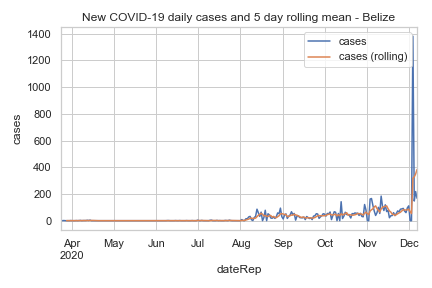 New COVID-19 daily cases and 5 day rolling mean - Belize
cases
cases (rolling)
1400
1200
1000
800
600
400
200
0
cases
Apr May Jun Jul Aug Sep Oct Nov Dec
2020
dateRep